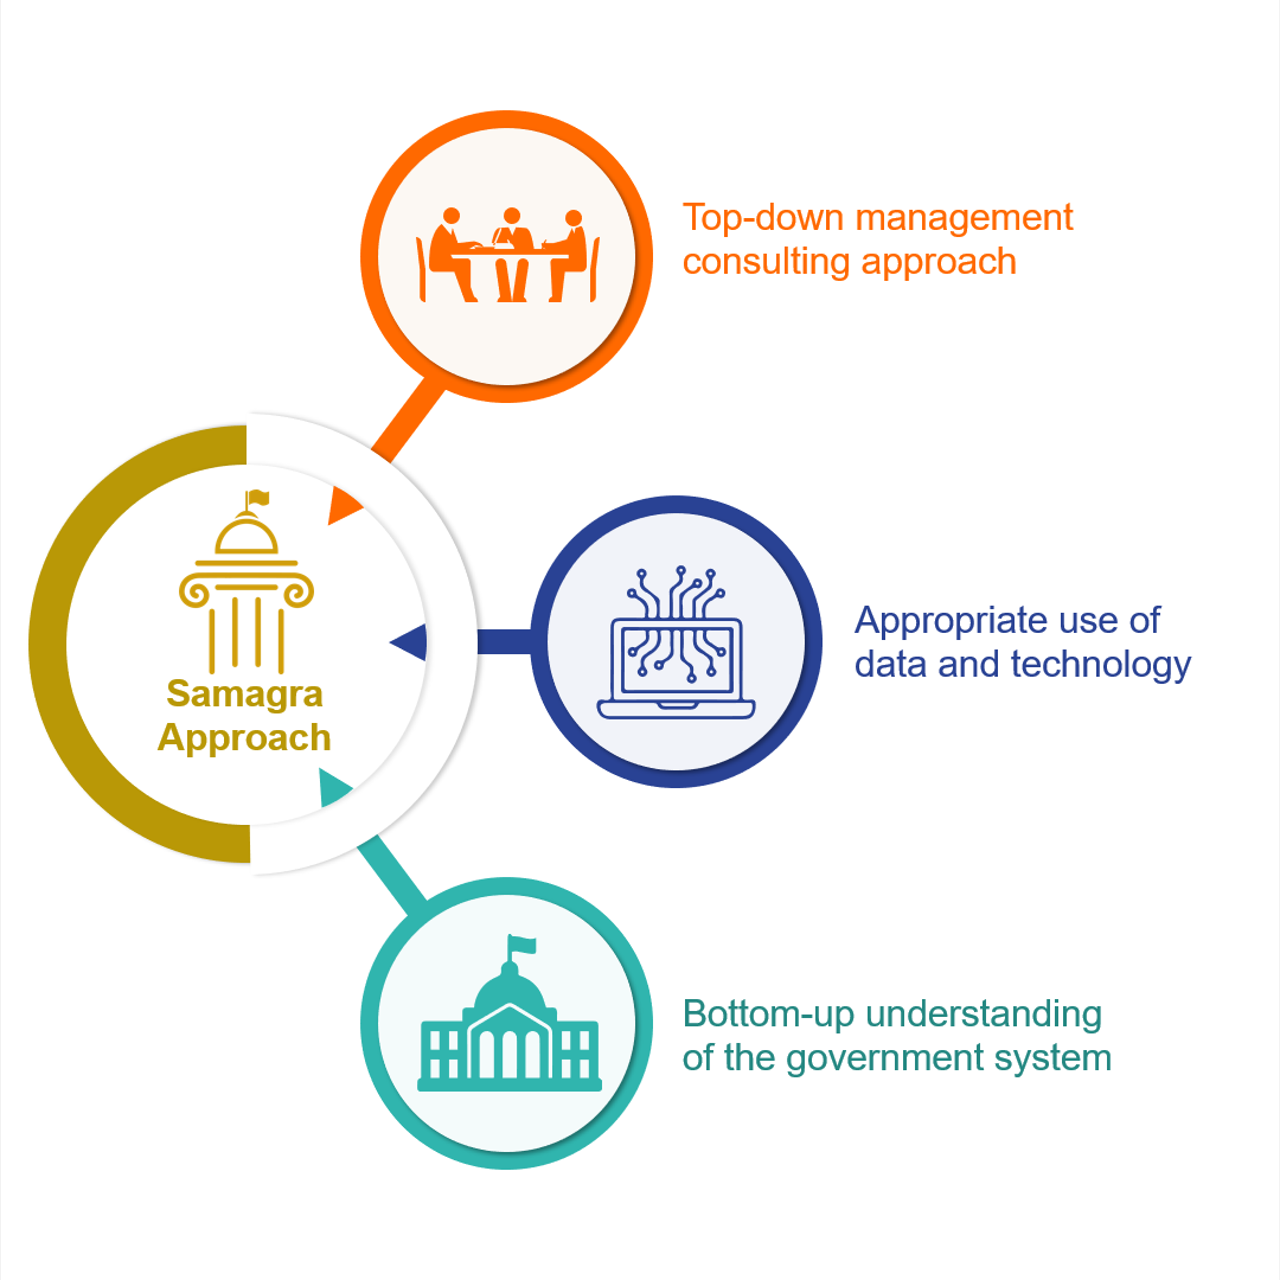 Top-down management
consulting approach
Samagra
Approach
Appropriate use of
data and technology
Bottom-up understanding
of the government system